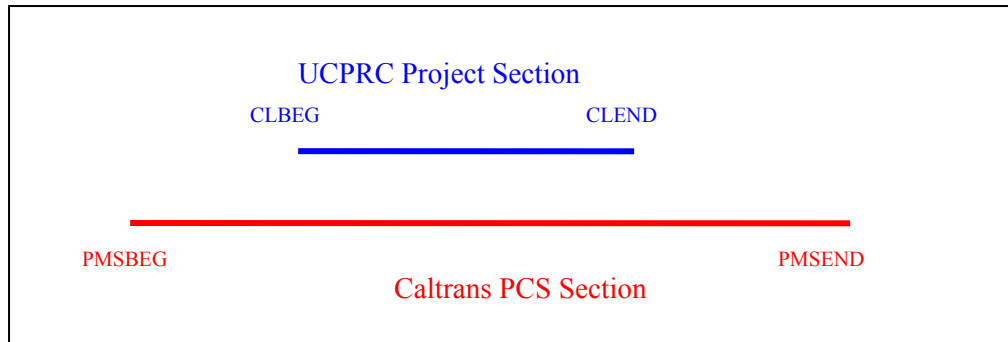 UCPRC Project Section
CLBEG CLEND
PMSBEG PMSEND
Caltrans PCS Section